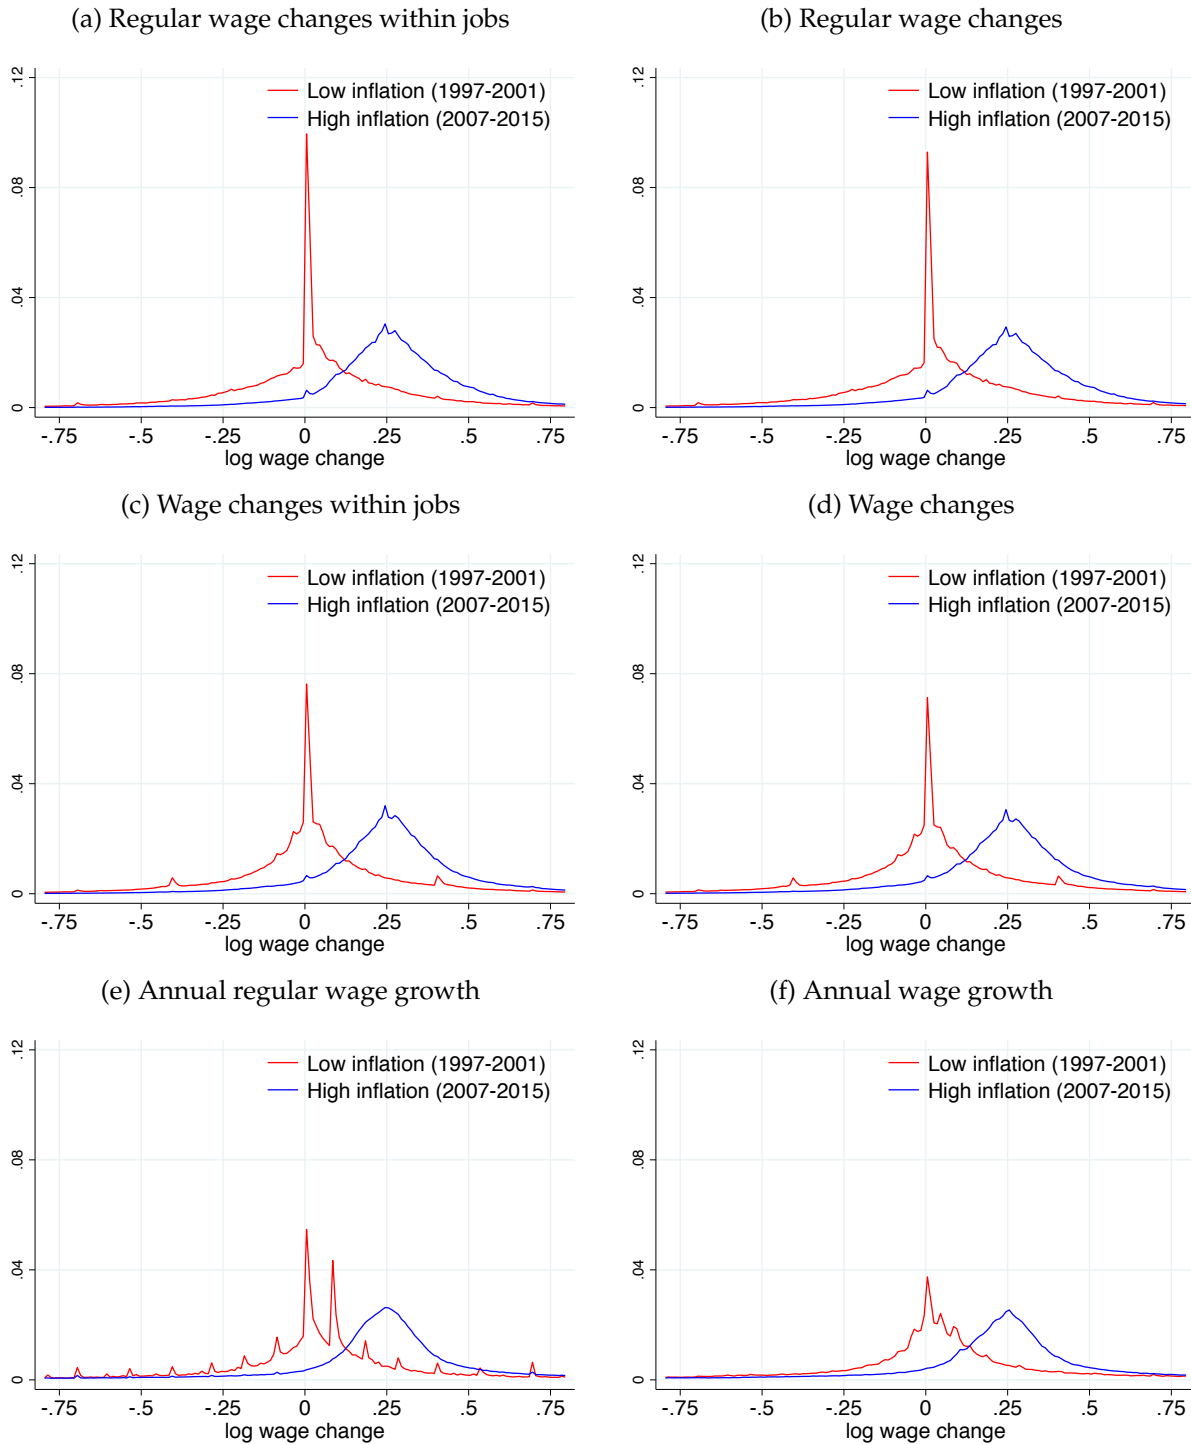 (a) Regular wage changes within jobs
.12
.08
.04
0
Low inflation (1997-2001)
High inflation (2007-2015)
-.75 -.5 -.25 0 .25 .5 .75
log wage change
(b) Regular wage changes
.12
.08
.04
0
Low inflation (1997-2001)
High inflation (2007-2015)
-.75 -.5 -.25 0 .25 .5 .75
log wage change
(c) Wage changes within jobs
.12
.08
.04
0
Low inflation (1997-2001)
High inflation (2007-2015)
-.75 -.5 -.25 0 .25 .5 .75
log wage change
(d) Wage changes
.12
.08
.04
0
Low inflation (1997-2001)
High inflation (2007-2015)
-.75 -.5 -.25 0 .25 .5 .75
log wage change
(e) Annual regular wage growth
.12
.08
.04
0
Low inflation (1997-2001)
High inflation (2007-2015)
-.75 -.5 -.25 0 .25 .5 .75
log wage change
(f) Annual wage growth
.12
.08
.04
0
Low inflation (1997-2001)
High inflation (2007-2015)
-.75 -.5 -.25 0 .25 .5 .75
log wage change